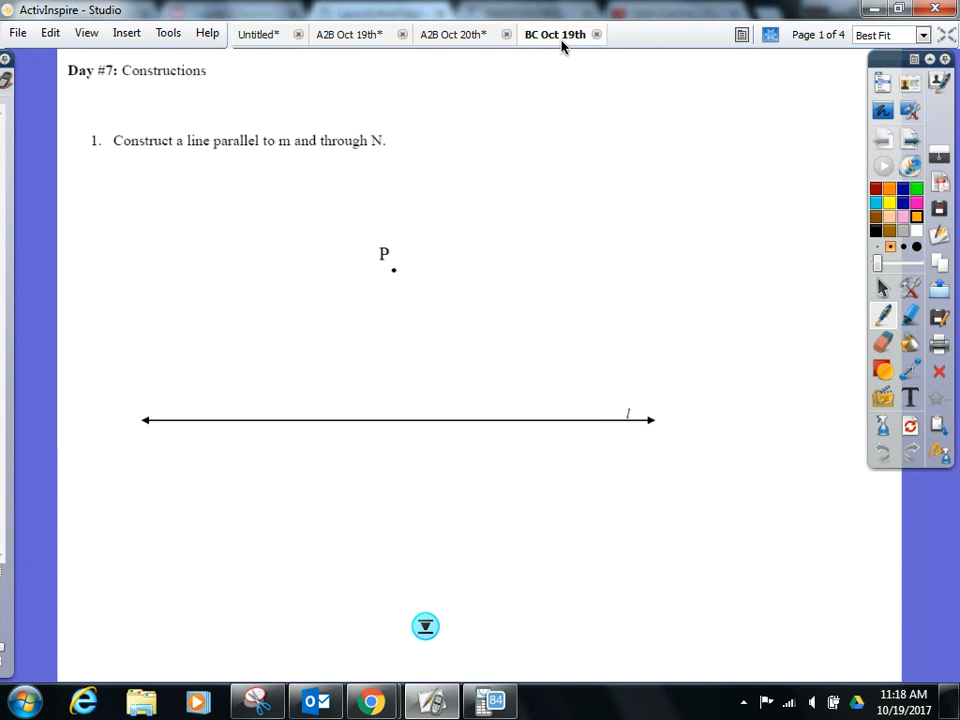 ActivInspire - Studio
File Edit View Insert Tools Help
Untitled* A2B Oct 19th* A2B Oct 20th* BC Oct 19th
Page 1 of 4 Best Fit
Day #7: Constructions
1. Construct a line parallel to m and through N.
P
l
T
84
11:18 AM
10/19/2017